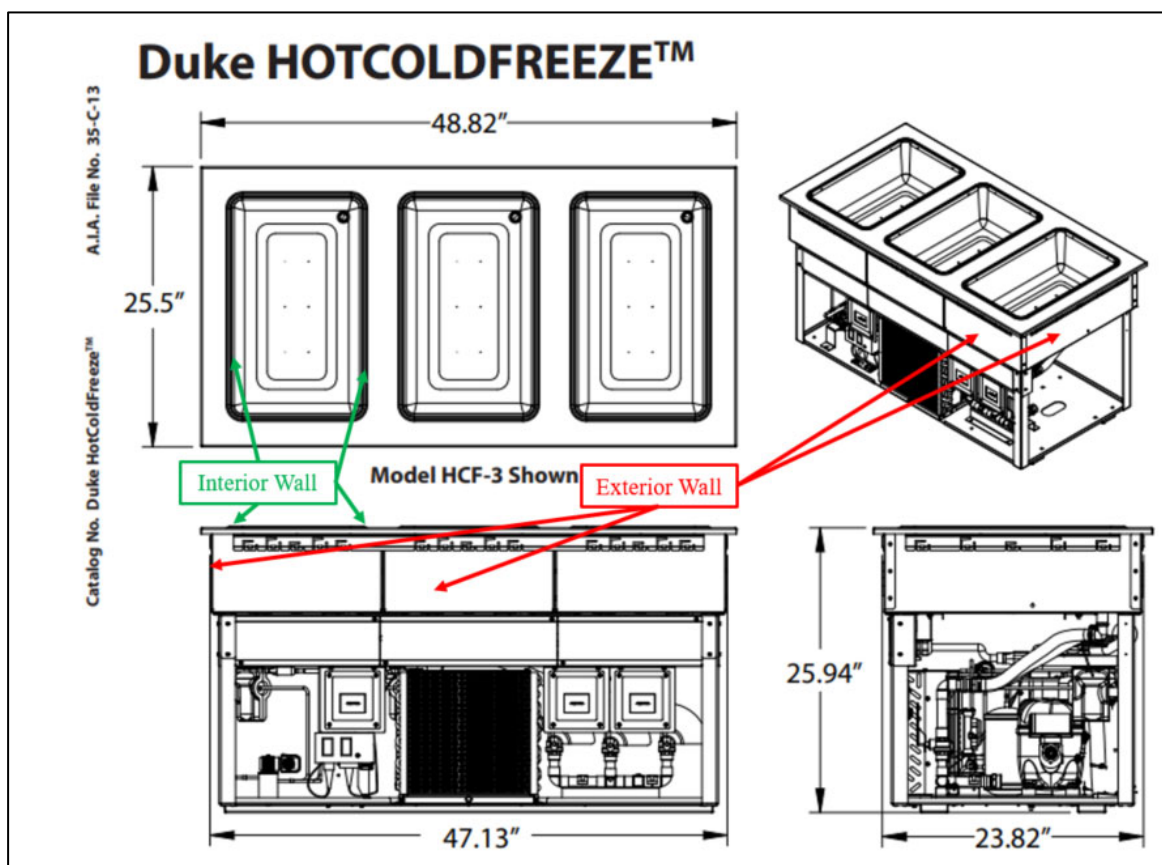 Duke HOTCOLDFREEZE™
A.I.A. File No. 35-C-13
Catalog No. Duke HotColdFreeze™
48.82”
25.5”
Interior Wall
Model HCF-3 Shown
Exterior Wall
25.94”
47.13”
23.82”